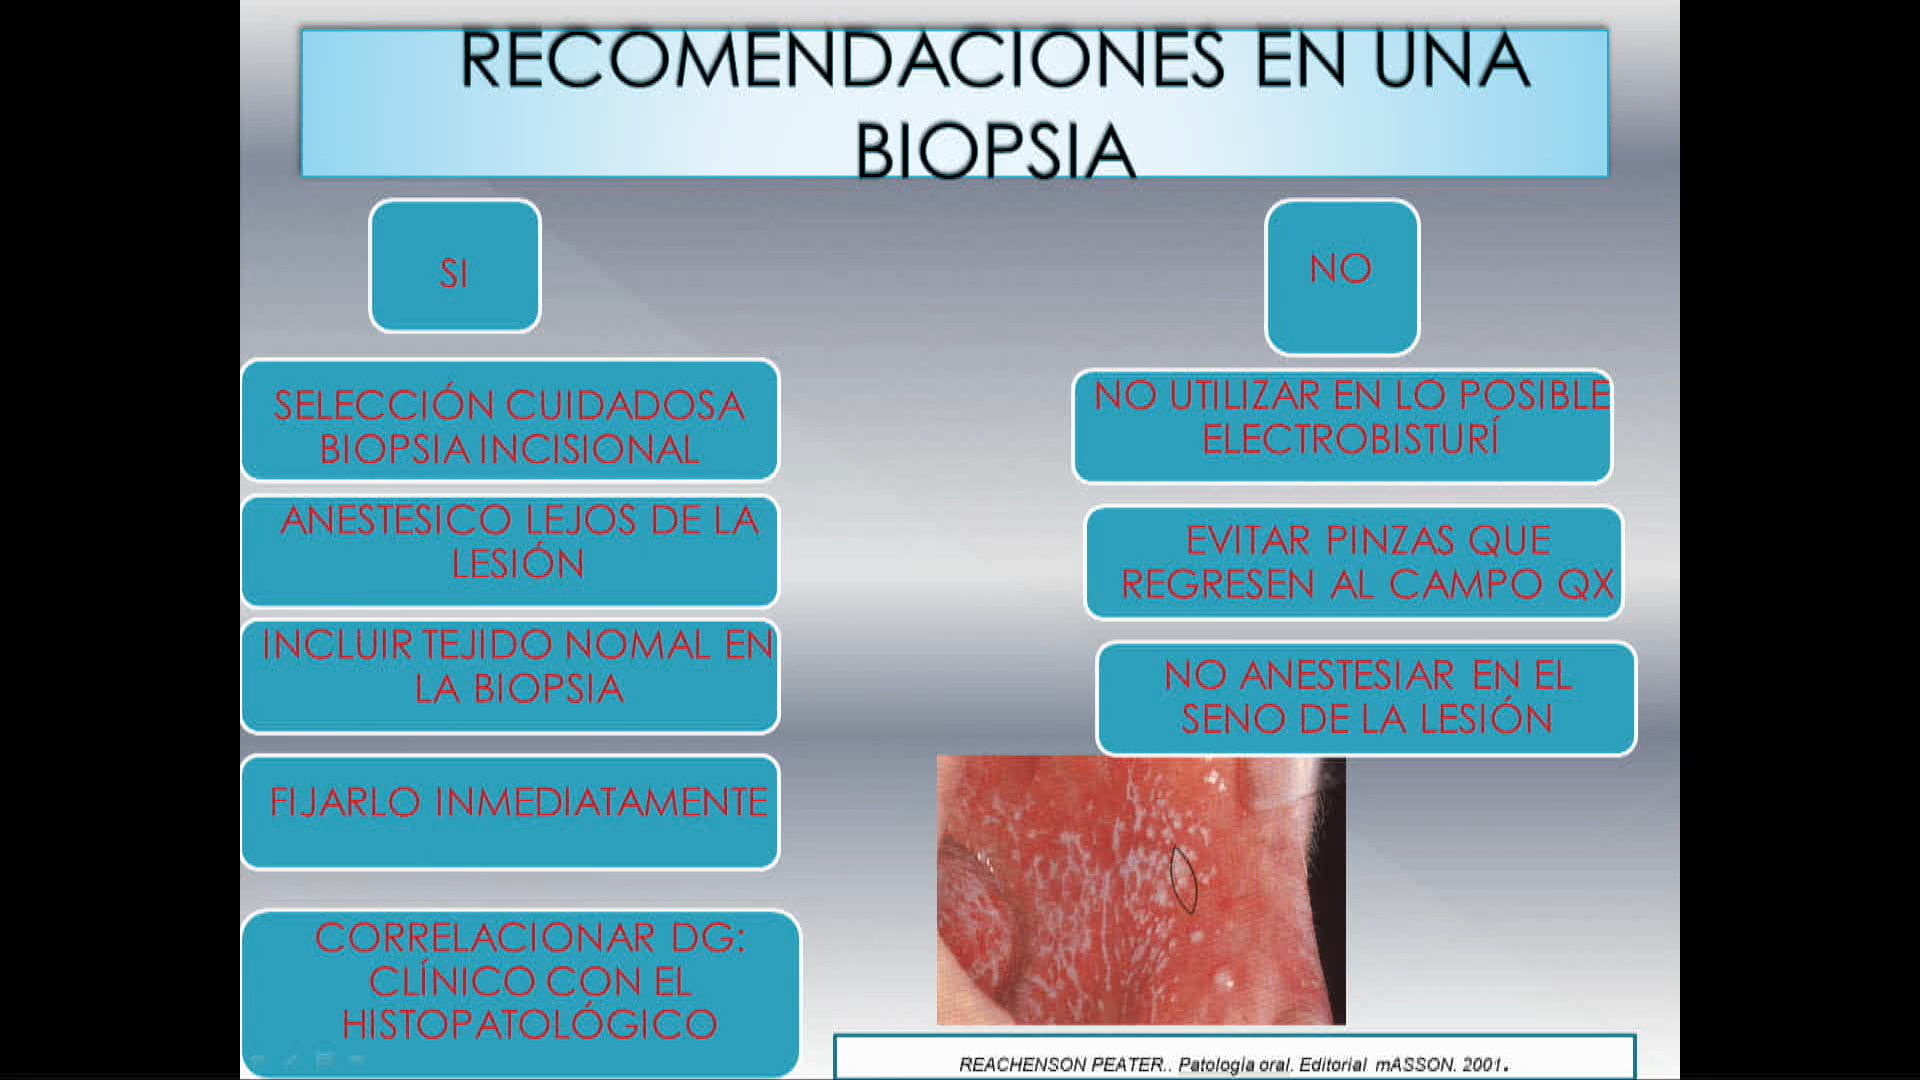 RECOMENDACIONES EN UNA
BIOPSIA
SI
SELECCIÓN CUIDADOSA
BIOPSIA INCISIONAL
ANESTESICO LEJOS DE LA
LESIÓN
INCLUIR TEJIDO NOMAL EN
LA BIOPSIA
FIJARLO INMEDIATAMENTE
CORRELACIONAR DG:
CLÍNICO CON EL
HISTOPATOLÓGICO
NO
NO UTILIZAR EN LO POSIBLE
ELECTROBISTURÍ
EVITAR PINZAS QUE
REGRESEN AL CAMPO QX
NO ANESTESIAR EN EL
SENO DE LA LESIÓN
REACHENSON PEATER.. Patologia oral. Editorial mASSON. 2001.